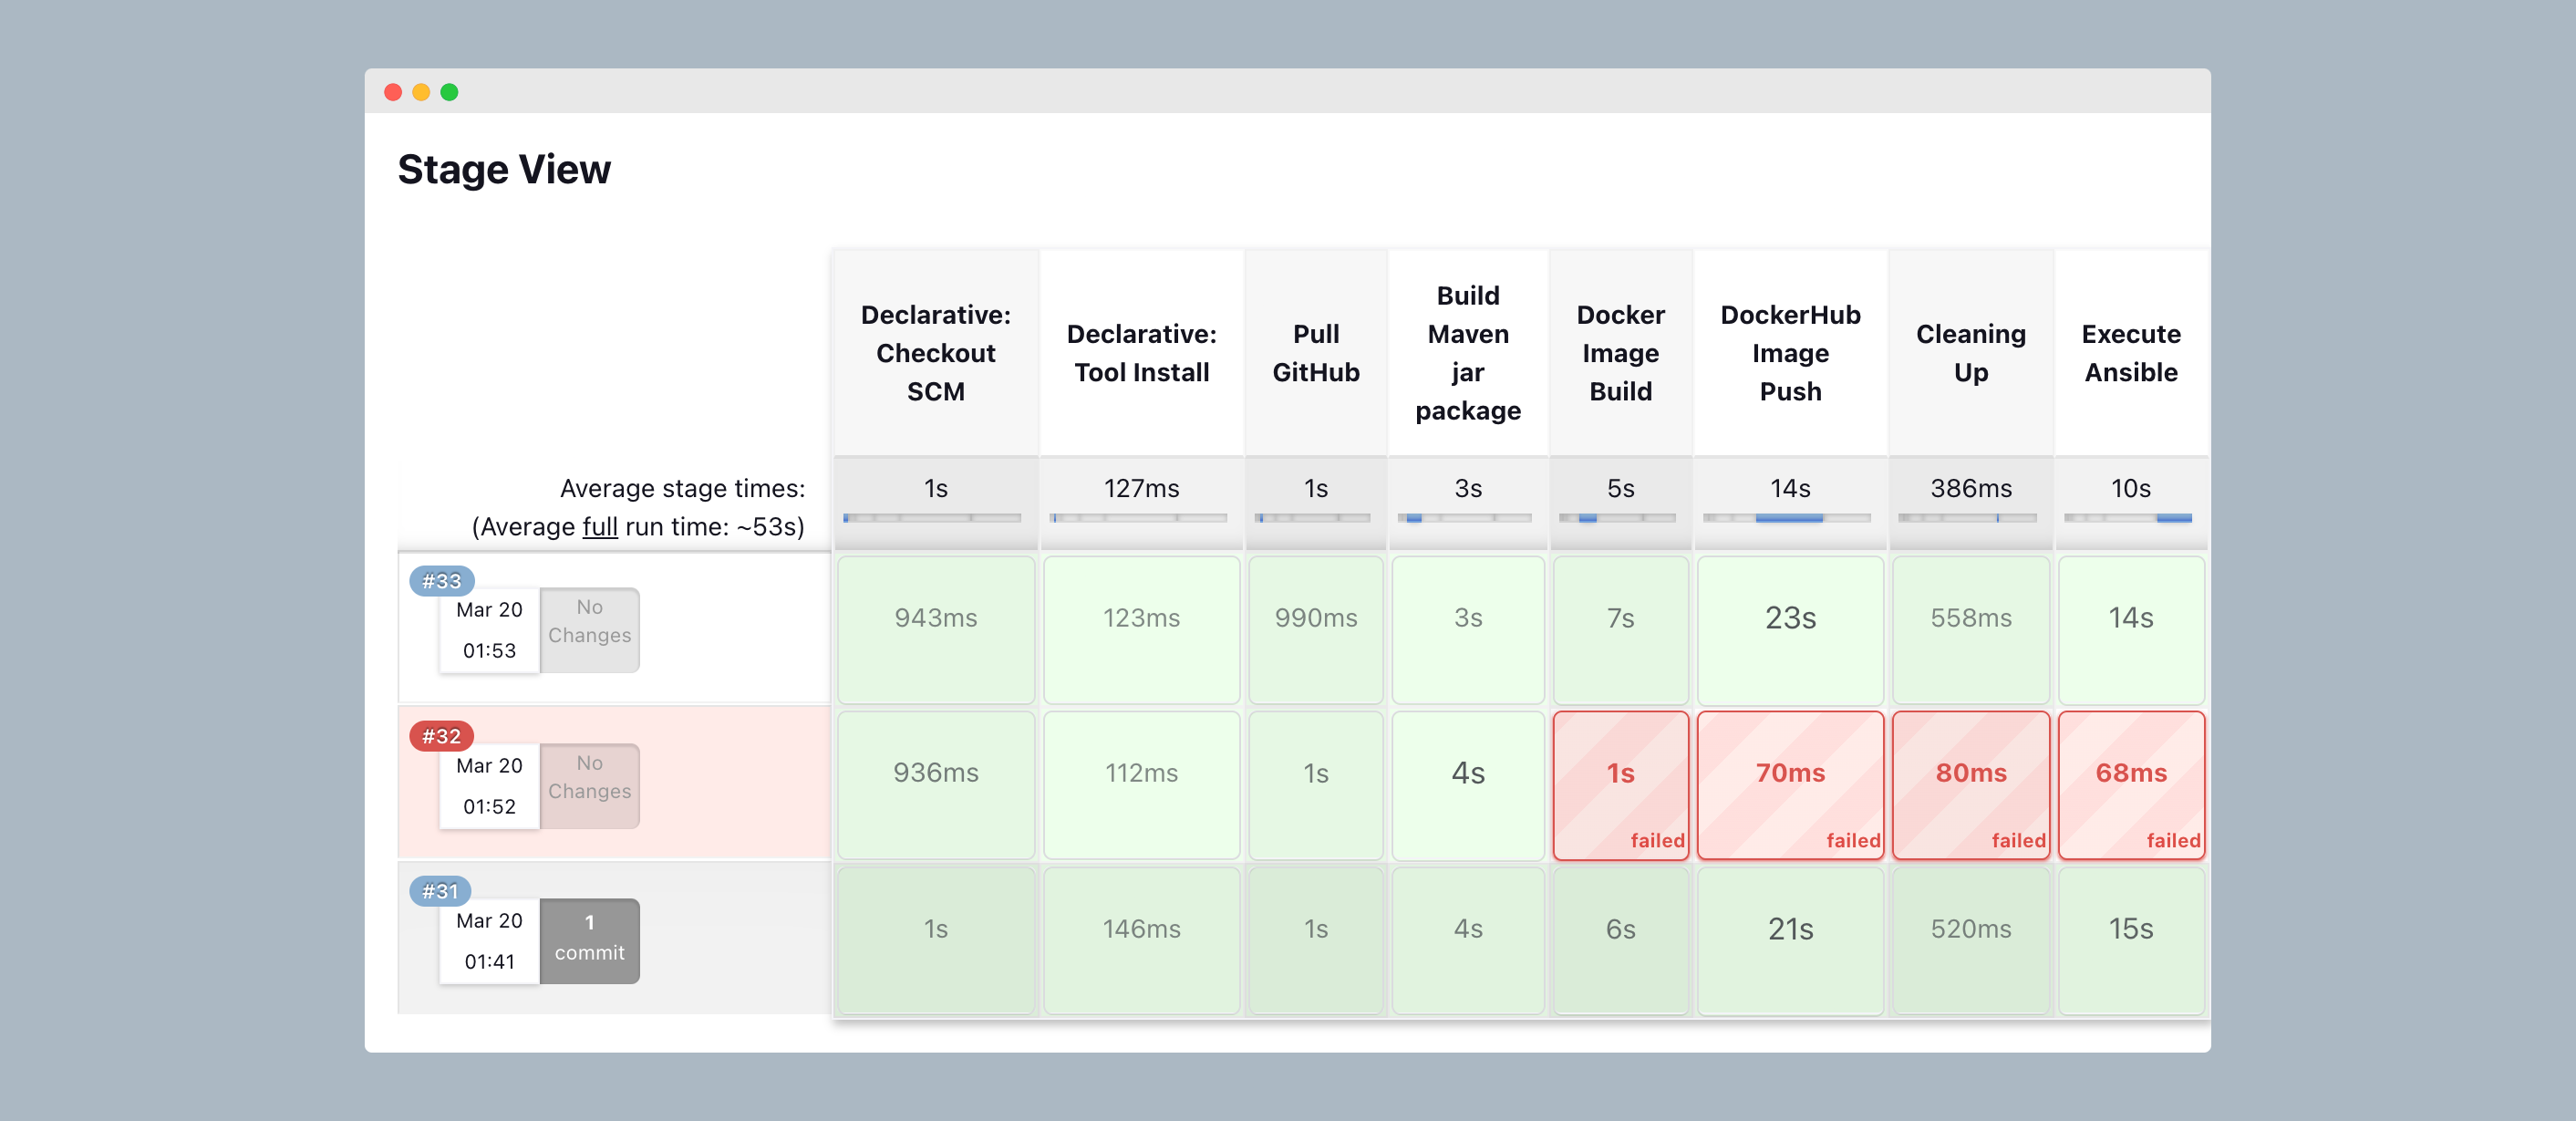 Stage View
Declarative:
Checkout
SCM
Declarative:
Tool Install
Pull
GitHub
Build
Maven
jar
package
Docker
Image
Build
DockerHub
Image
Push
Cleaning
Up
Execute
Ansible
Average stage times:
(Average full run time: ~53s)
1s
127ms
1s
3s
5s
14s
386ms
10s
#33
Mar 20
01:53
No
Changes
943ms
123ms
990ms
3s
7s
23s
558ms
14s
#32
Mar 20
01:52
No
Changes
936ms
112ms
1s
4s
1s
failed
70ms
failed
80ms
failed
68ms
failed
#31
Mar 20
01:41
1
commit
1s
146ms
1s
4s
6s
21s
520ms
15s